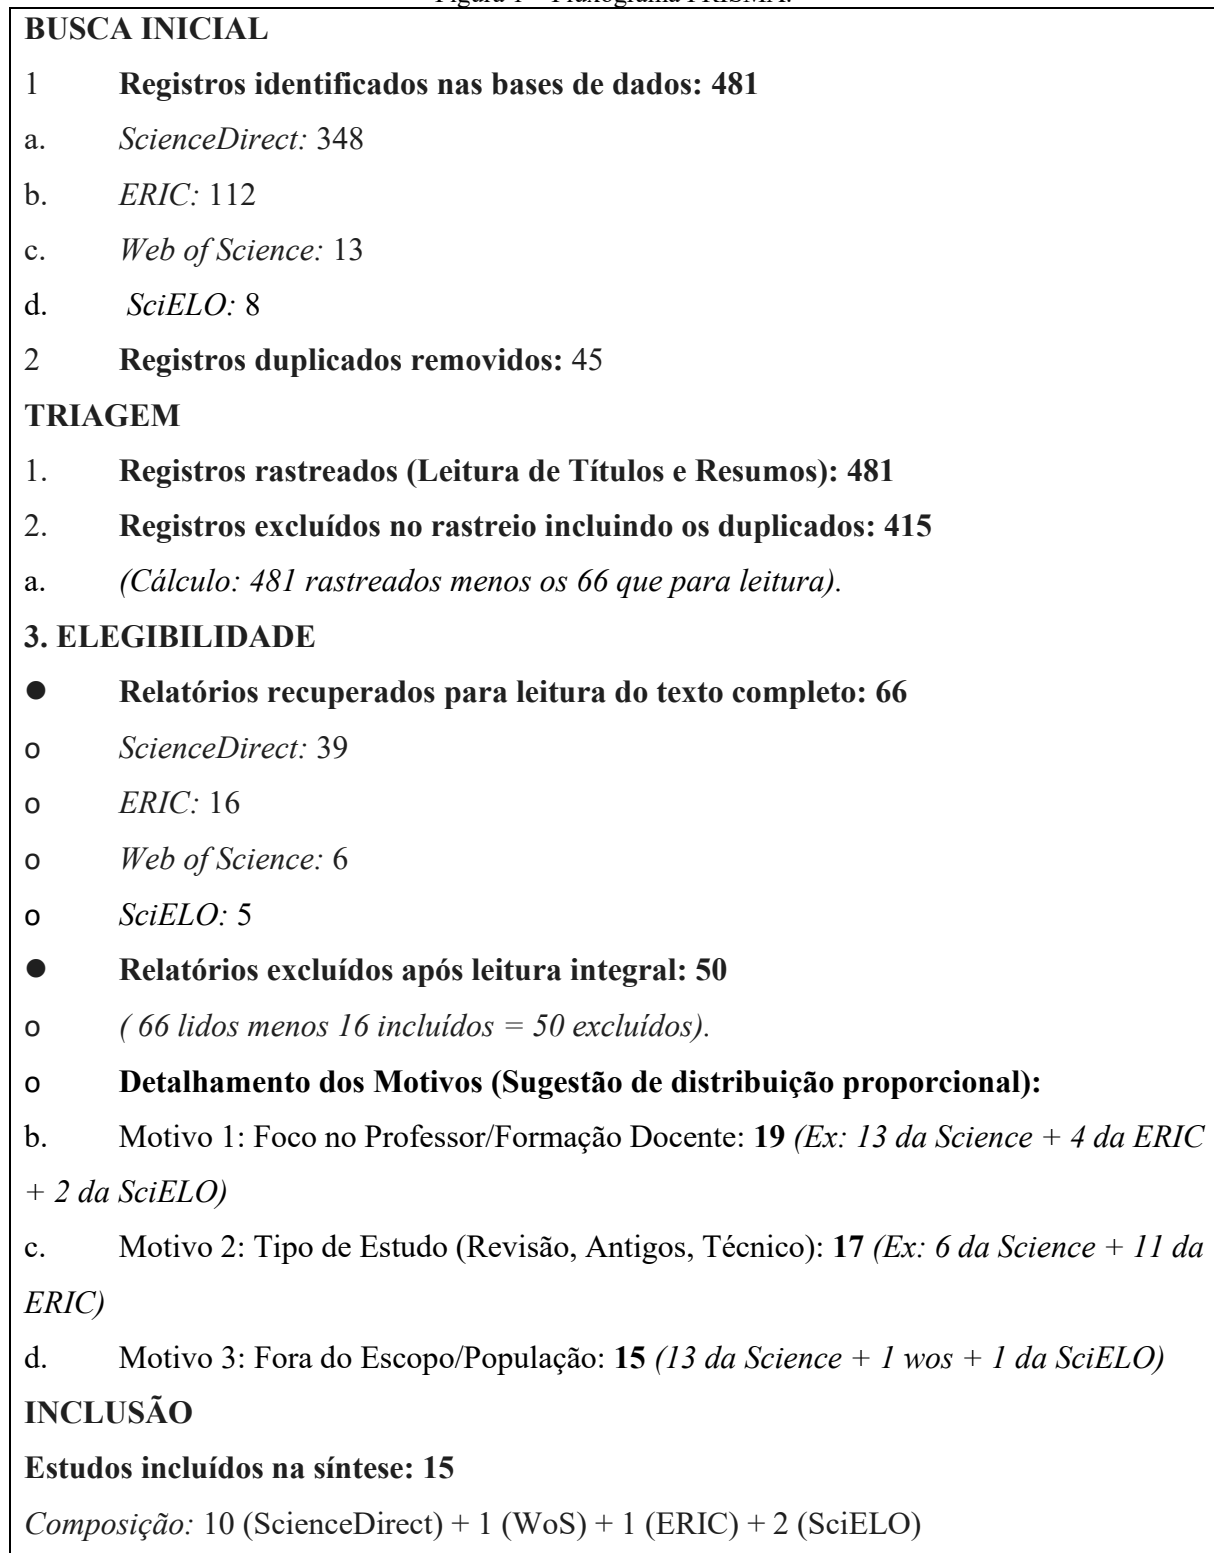 Figura 1 – Fluxograma PRISMA.
BUSCA INICIAL
1 Registros identificados nas bases de dados: 481
a. ScienceDirect: 348
b. ERIC: 112
c. Web of Science: 13
d. SciELO: 8
2 Registros duplicados removidos: 45
TRIAGEM
1. Registros rastreados (Leitura de Títulos e Resumos): 481
2. Registros excluídos no rastreio incluindo os duplicados: 415
a. (Cálculo: 481 rastreados menos os 66 que para leitura).
3. ELEGIBILIDADE
● Relatórios recuperados para leitura do texto completo: 66
o ScienceDirect: 39
o ERIC: 16
o Web of Science: 6
o SciELO: 5
● Relatórios excluídos após leitura integral: 50
o ( 66 lidos menos 16 incluídos = 50 excluídos).
o Detalhamento dos Motivos (Sugestão de distribuição proporcional):
b. Motivo 1: Foco no Professor/Formação Docente: 19 (Ex: 13 da Science + 4 da ERIC
+ 2 da SciELO)
c. Motivo 2: Tipo de Estudo (Revisão, Antigos, Técnico): 17 (Ex: 6 da Science + 11 da
ERIC)
d. Motivo 3: Fora do Escopo/População: 15 (13 da Science + 1 wos + 1 da SciELO)
INCLUSÃO
Estudos incluídos na síntese: 15
Composição: 10 (ScienceDirect) + 1 (WoS) + 1 (ERIC) + 2 (SciELO)